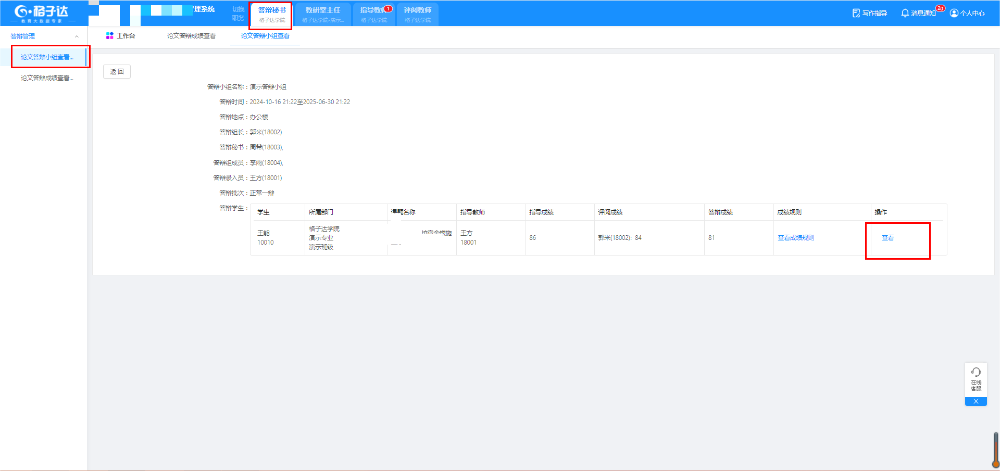 格子达
教育大数据专家
管理系统
切换
职务
答辩秘书
格子达学院
教研室主任
格子达学院-演示...
指导教师
1
格子达学院
评阅教师
格子达学院
写作指导
消息通知
20
个人中心
答辩管理
论文答辩小组查看...
论文答辩成绩查看...
工作台
论文答辩成绩查看
论文答辩小组查看
返 回
答辩小组名称：演示答辩小组
答辩时间：2024-10-16 21:22至2025-06-30 21:22
答辩地点：办公楼
答辩组长：郭米(18002)
答辩秘书：周希(18003),
答辩组成员：李雨(18004),
答辩录入员：王方(18001)
答辩批次：正常一辩
答辩学生：
学生 所属部门 课题名称 指导教师 指导成绩 评阅成绩 答辩成绩 成绩规则 操作
王能
10010
格子达学院
演示专业
演示班级
校宿舍楼施
王方
18001
86
郭米(18002): 84
81
查看成绩规则
查看
在线
客服
X